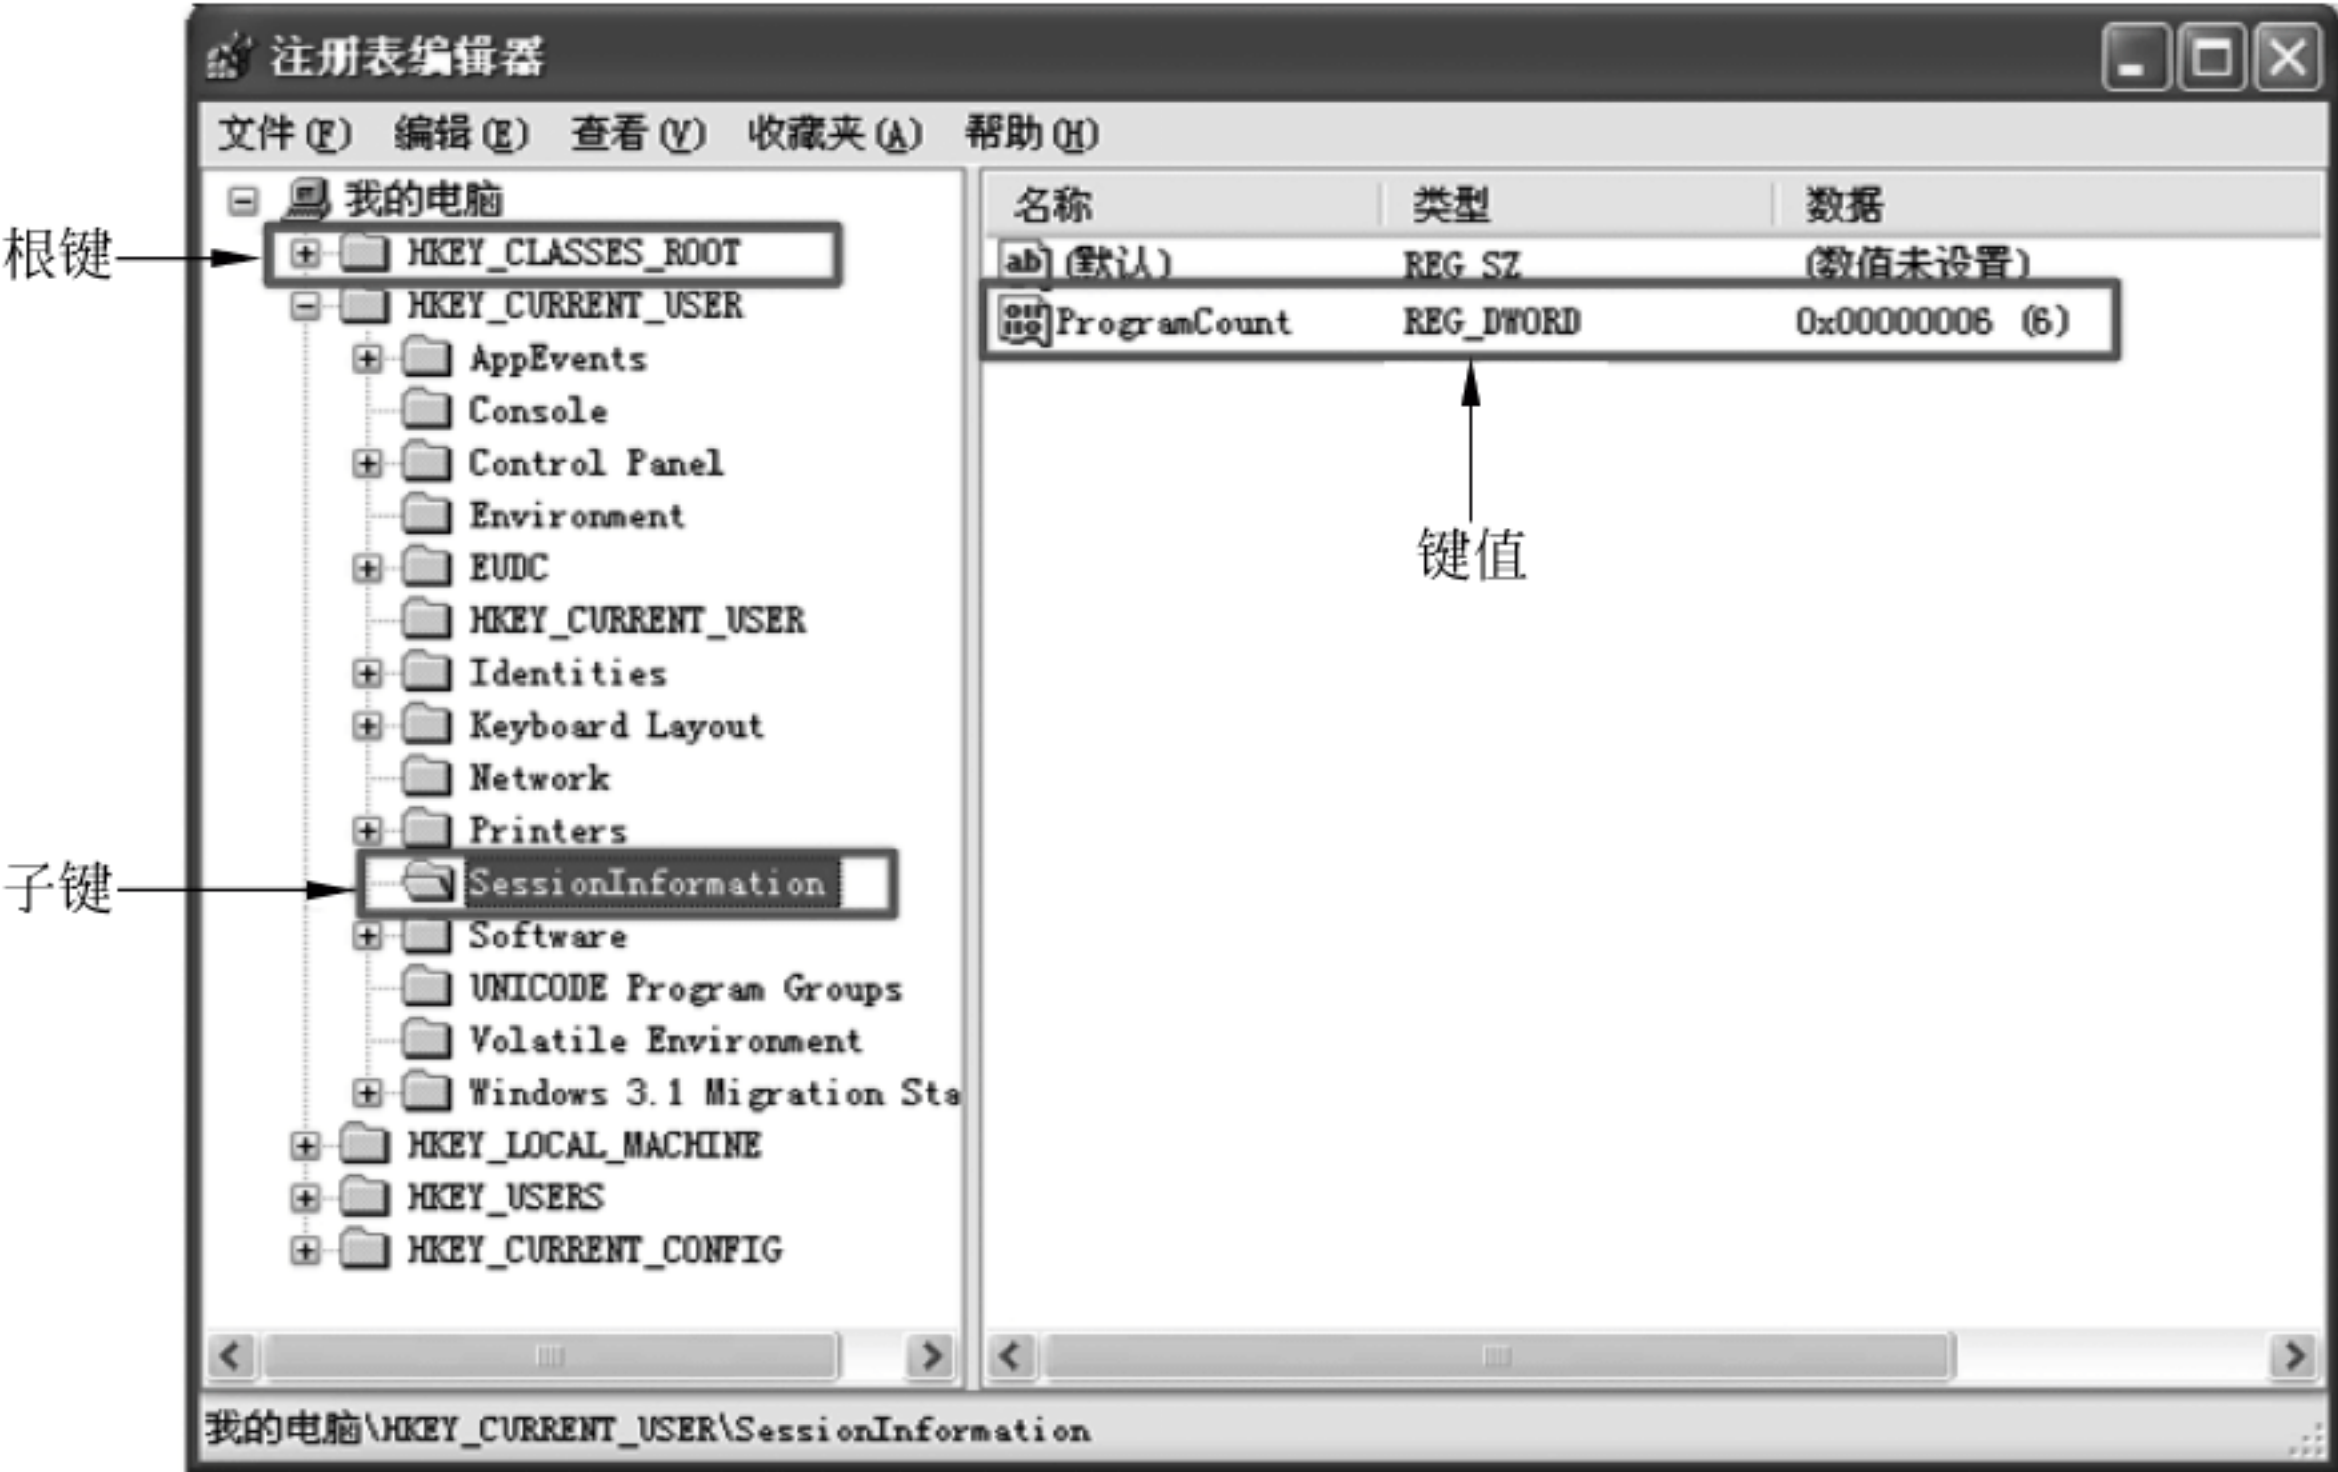 注册表编辑器
文件(F) 编辑(E) 查看(V) 收藏夹(A) 帮助(H)
我的电脑
根键
HKEY_CLASSES_ROOT
HKEY_CURRENT_USER
AppEvents
Console
Control Panel
Environment
EUDC
HKEY_CURRENT_USER
Identities
Keyboard Layout
Network
Printers
子键
SessionInformation
Software
UNICODE Program Groups
Volatile Environment
Windows 3.1 Migration Sta
HKEY_LOCAL_MACHINE
HKEY_USERS
HKEY_CURRENT_CONFIG
名称 类型 数据
ab (默认) REG_SZ (数值未设置)
ProgramCount REG_DWORD 0x00000006 (6)
键值
我的电脑\HKEY_CURRENT_USER\SessionInformation